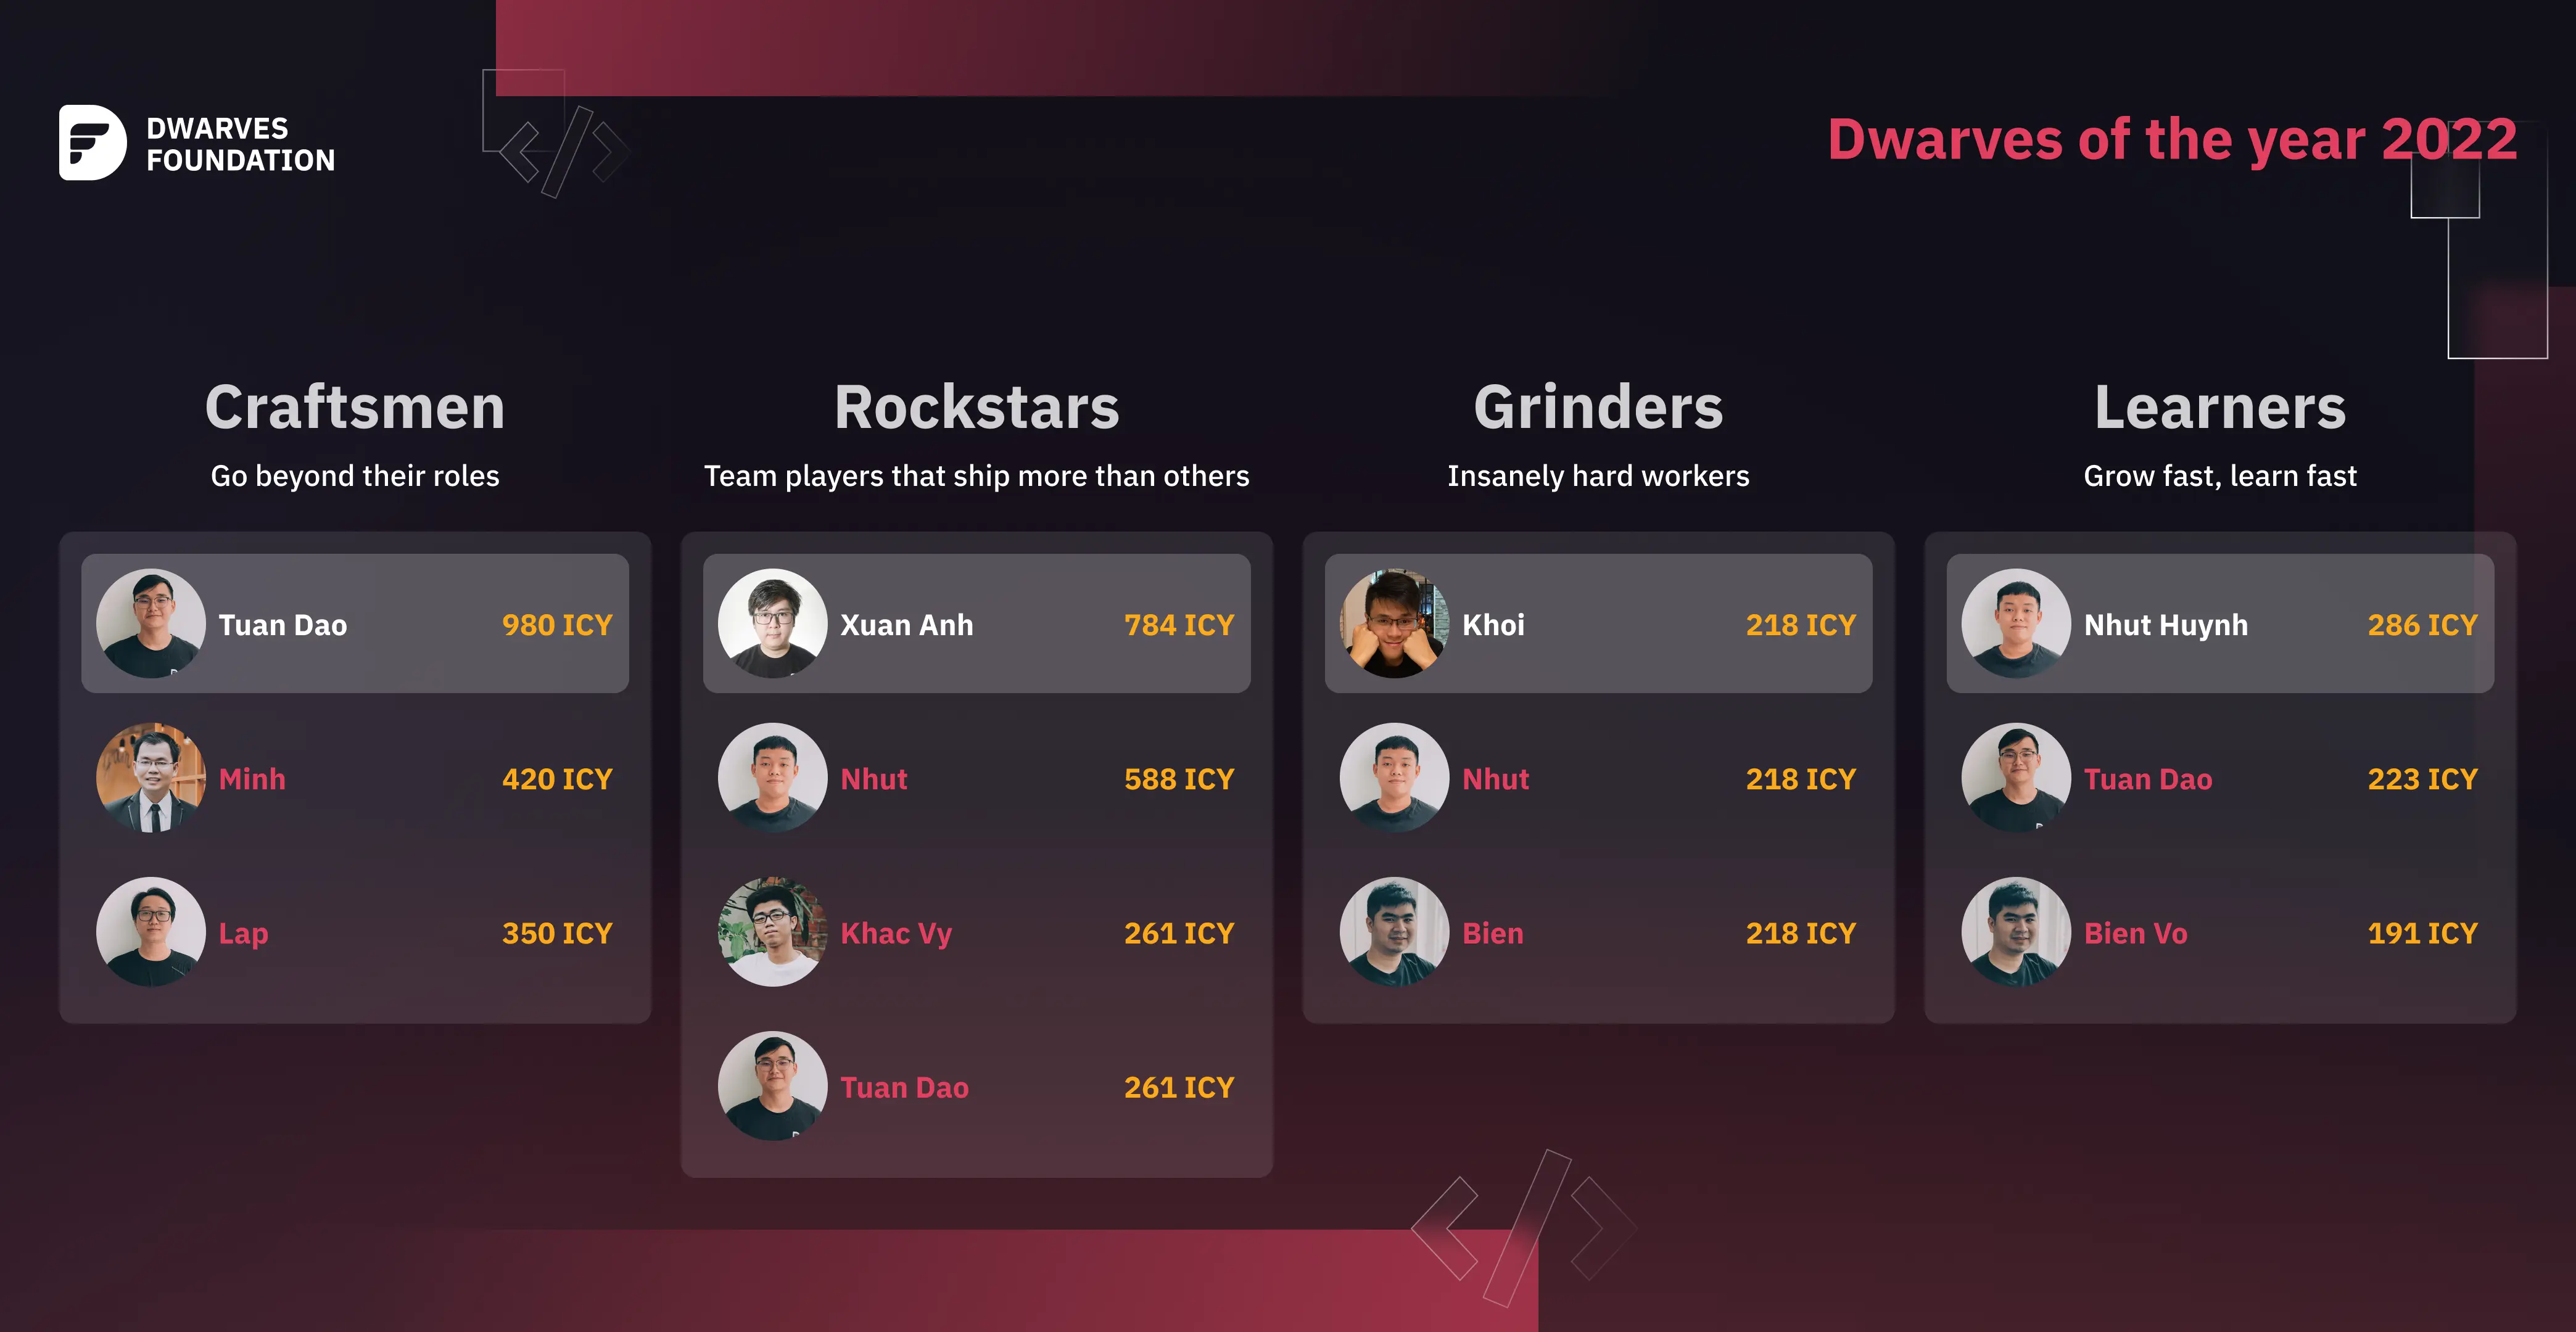 DWARVES
FOUNDATION
Dwarves of the year 2022
Craftsmen
Go beyond their roles
Tuan Dao 980 ICY
Minh 420 ICY
Lap 350 ICY
Rockstars
Team players that ship more than others
Xuan Anh 784 ICY
Nhut 588 ICY
Khac Vy 261 ICY
Tuan Dao 261 ICY
Grinders
Insanely hard workers
Khoi 218 ICY
Nhut 218 ICY
Bien 218 ICY
Learners
Grow fast, learn fast
Nhut Huynh 286 ICY
Tuan Dao 223 ICY
Bien Vo 191 ICY